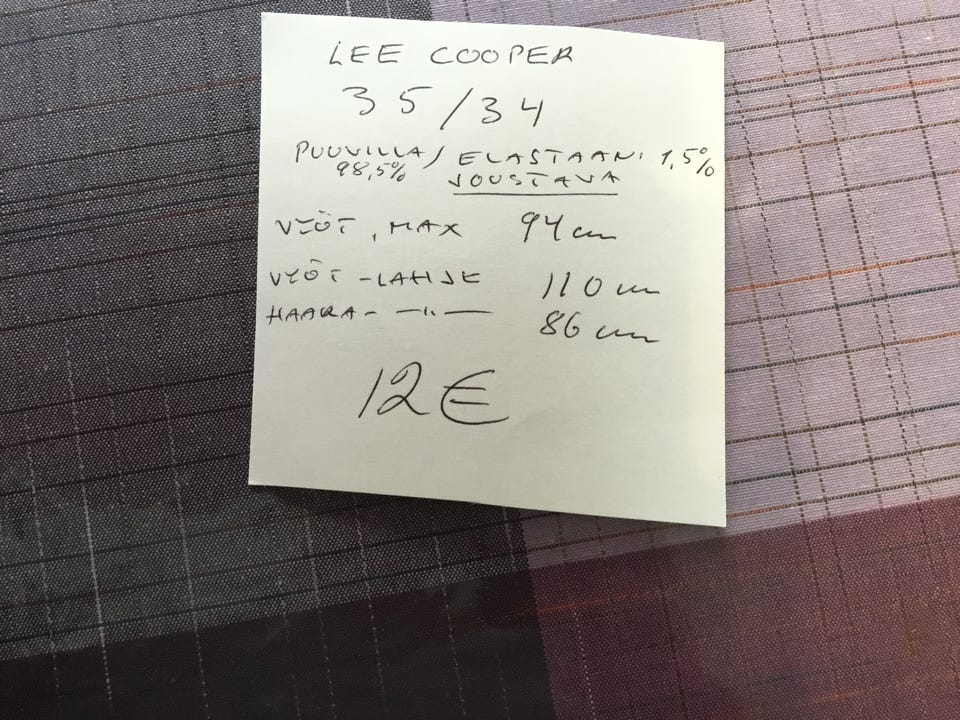 LEE COOPER
35/34
PUUVILLA/ ELASTAANI 1,5%
98,5% JOUSTAVA
VYÖT, MAX 94 cm
VYÖT-LAHJE 110 cm
HAARA- —"— 86 cm
12€